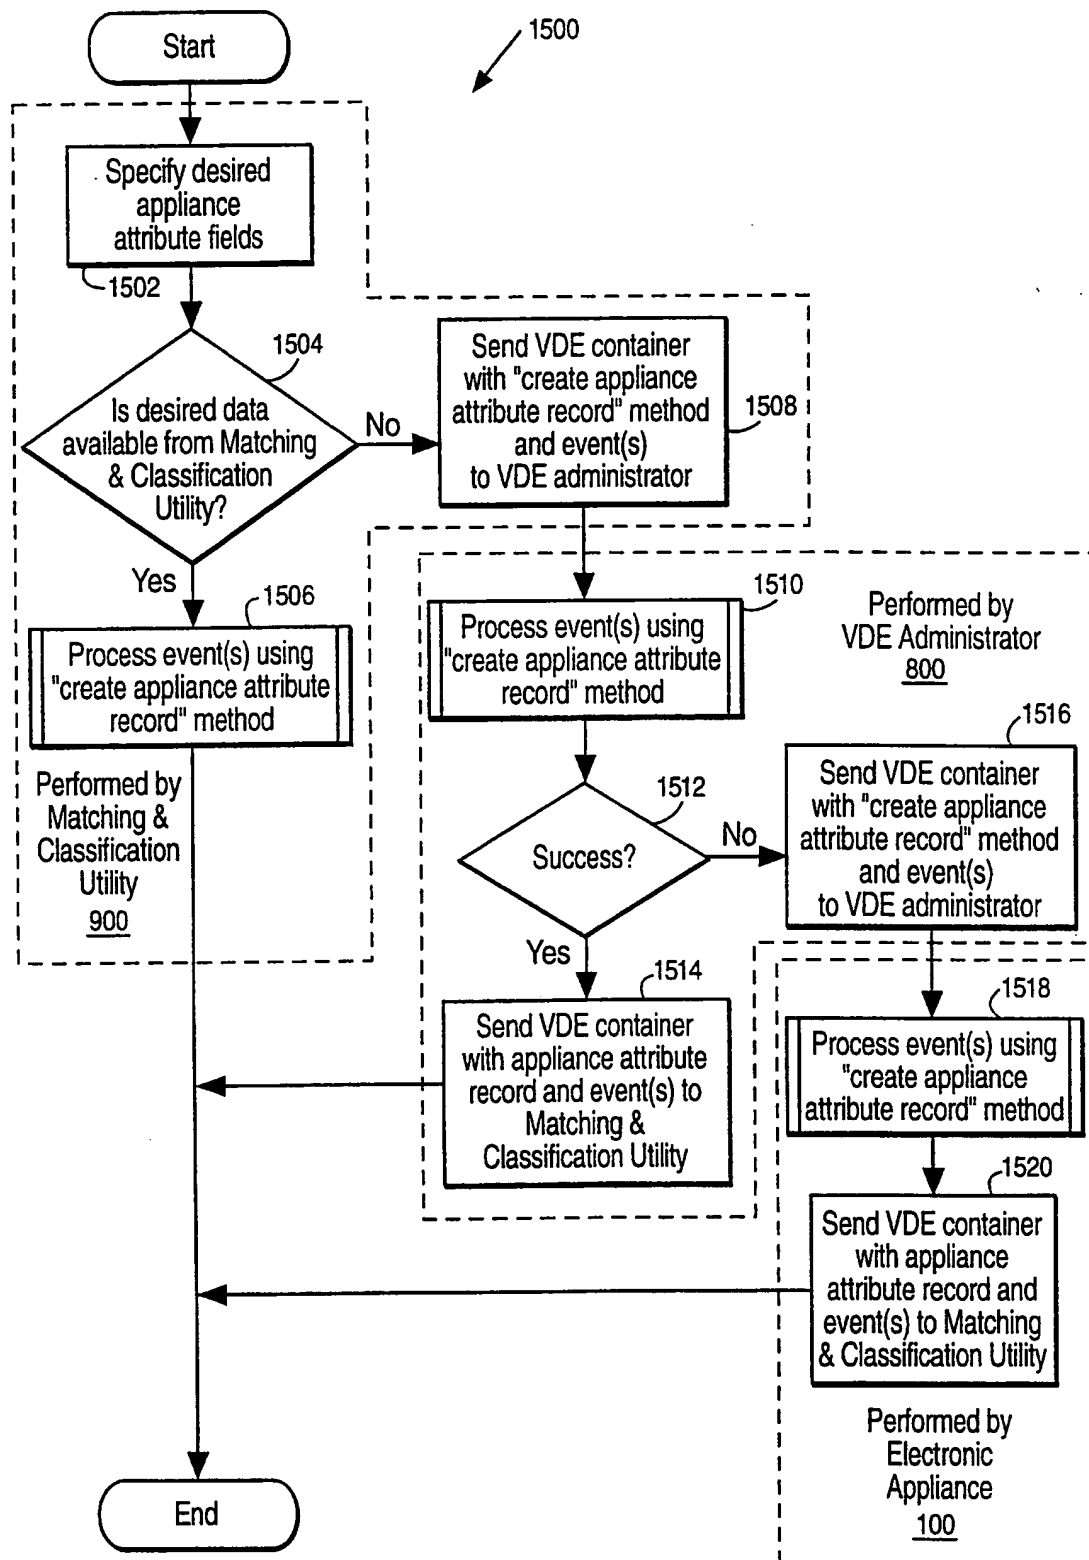 Start
1500
Specify desired
appliance
attribute fields
1502
1504
Is desired data
available from Matching
& Classification
Utility?
No
Send VDE container
with "create appliance
attribute record" method
and event(s)
to VDE administrator
1508
Yes
1506
Process event(s) using
"create appliance attribute
record" method
Performed by
Matching &
Classification
Utility
900
1510
Process event(s) using
"create appliance attribute
record" method
Performed by
VDE Administrator
800
1512
Success?
No
1516
Send VDE container
with "create appliance
attribute record" method
and event(s)
to VDE administrator
Yes
1514
Send VDE container
with appliance attribute
record and event(s) to
Matching &
Classification Utility
1518
Process event(s) using
"create appliance
attribute record" method
1520
Send VDE container
with appliance
attribute record and
event(s) to Matching
& Classification Utility
Performed by
Electronic
Appliance
100
End